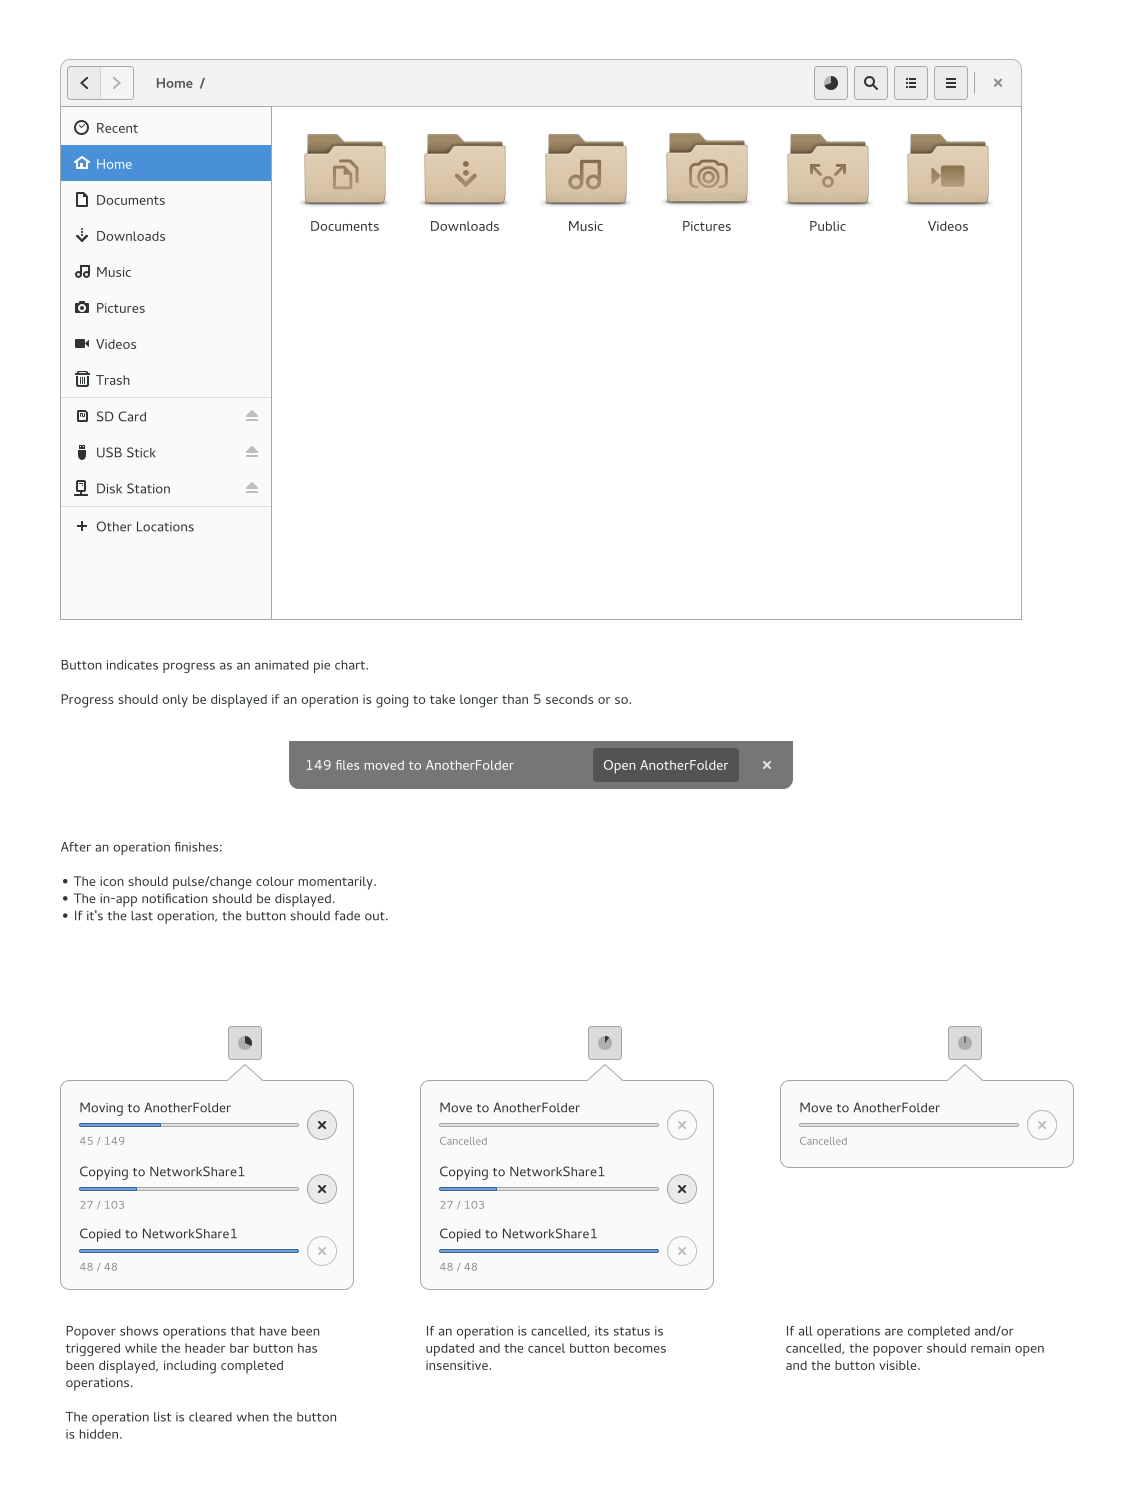 Home /
Recent
Home
Documents
Downloads
Music
Pictures
Videos
Trash
SD Card
USB Stick
Disk Station
Other Locations
Documents
Downloads
Music
Pictures
Public
Videos
Button indicates progress as an animated pie chart.
Progress should only be displayed if an operation is going to take longer than 5 seconds or so.
149 files moved to AnotherFolder
Open AnotherFolder
After an operation finishes:
• The icon should pulse/change colour momentarily.
• The in-app notification should be displayed.
• If it's the last operation, the button should fade out.
Moving to AnotherFolder
45 / 149
Copying to NetworkShare1
27 / 103
Copied to NetworkShare1
48 / 48
Popover shows operations that have been
triggered while the header bar button has
been displayed, including completed
operations.
The operation list is cleared when the button
is hidden.
Move to AnotherFolder
Cancelled
Copying to NetworkShare1
27 / 103
Copied to NetworkShare1
48 / 48
If an operation is cancelled, its status is
updated and the cancel button becomes
insensitive.
Move to AnotherFolder
Cancelled
If all operations are completed and/or
cancelled, the popover should remain open
and the button visible.